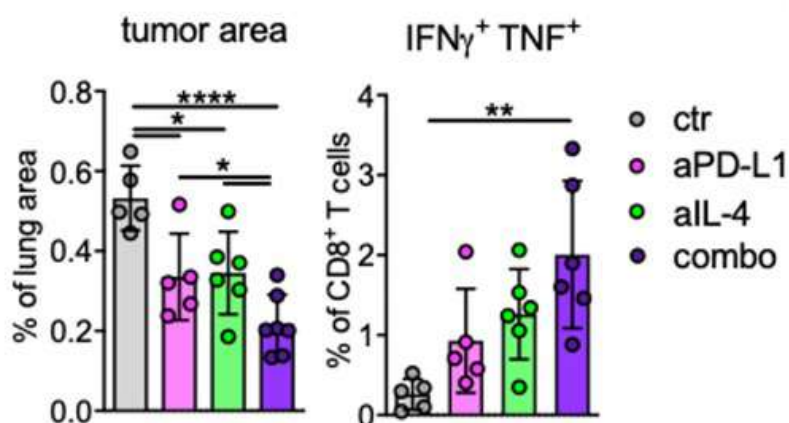 tumor area
% of lung area
0.8
0.6
0.4
0.2
0.0
****
*
*
IFNγ⁺ TNF⁺
% of CD8⁺ T cells
4
3
2
1
0
**
ctr
aPD-L1
aIL-4
combo